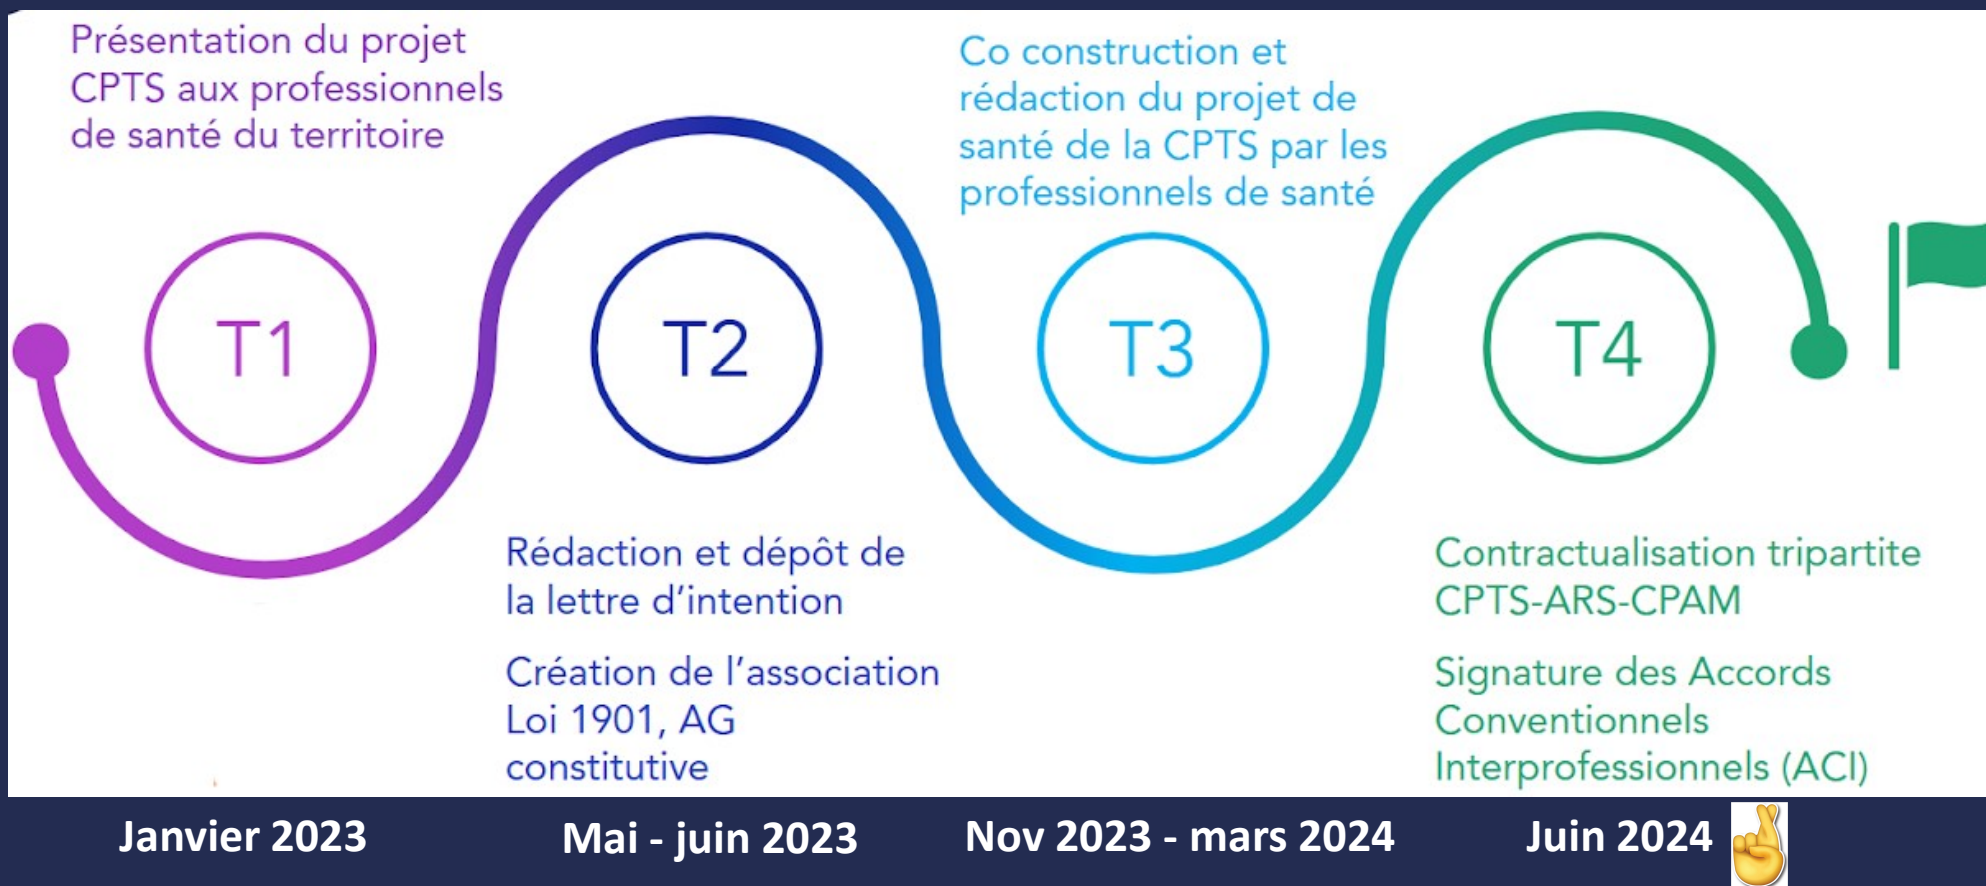 Présentation du projet
CPTS aux professionnels
de santé du territoire
T1
T2
Rédaction et dépôt de
la lettre d'intention
Création de l'association
Loi 1901, AG
constitutive
Co construction et
rédaction du projet de
santé de la CPTS par les
professionnels de santé
T3
T4
Contractualisation tripartite
CPTS-ARS-CPAM
Signature des Accords
Conventionnels
Interprofessionnels (ACI)
Janvier 2023
Mai - juin 2023
Nov 2023 - mars 2024
Juin 2024